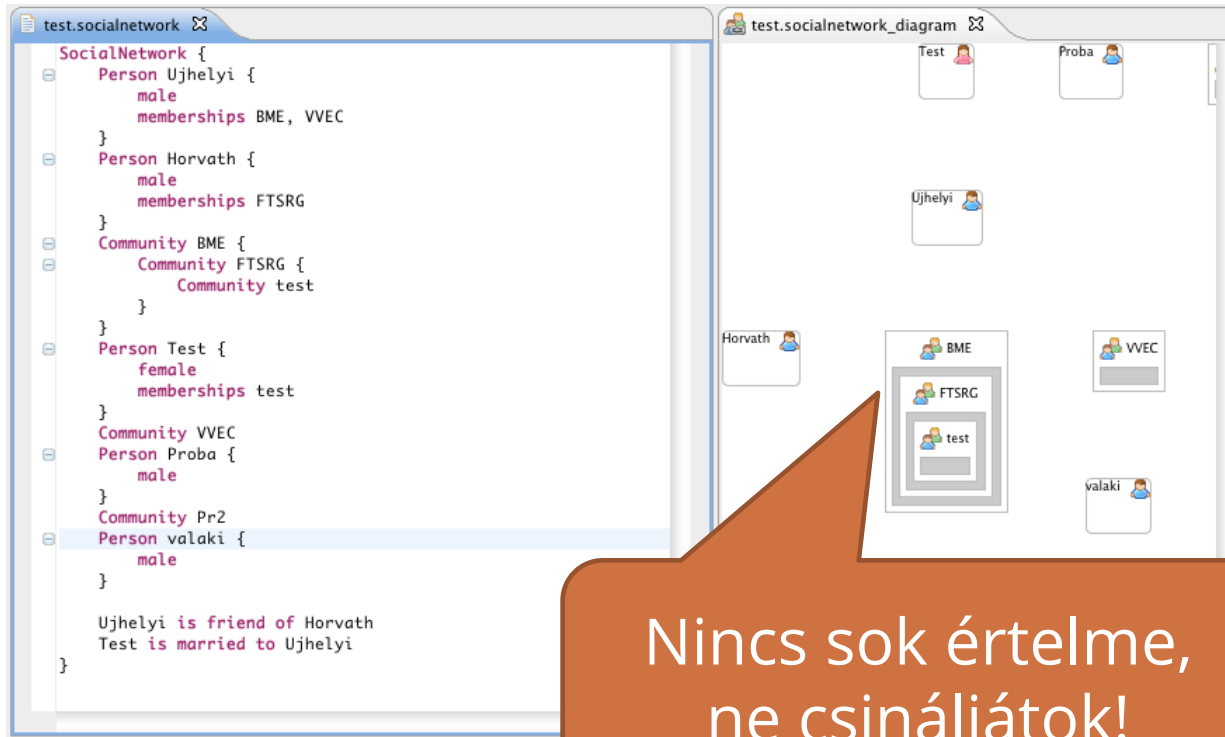 test.socialnetwork
SocialNetwork {
Person Ujhelyi {
male
memberships BME, VVEC
}
Person Horvath {
male
memberships FTSRG
}
Community BME {
Community FTSRG {
Community test
}
}
Person Test {
female
memberships test
}
Community VVEC
Person Proba {
male
}
Community Pr2
Person valaki {
male
}
Ujhelyi is friend of Horvath
Test is married to Ujhelyi
}
test.socialnetwork_diagram
Test
Proba
Ujhelyi
Horvath
BME
VVEC
FTSRG
test
valaki
Nincs sok értelme,
ne csináljátok!